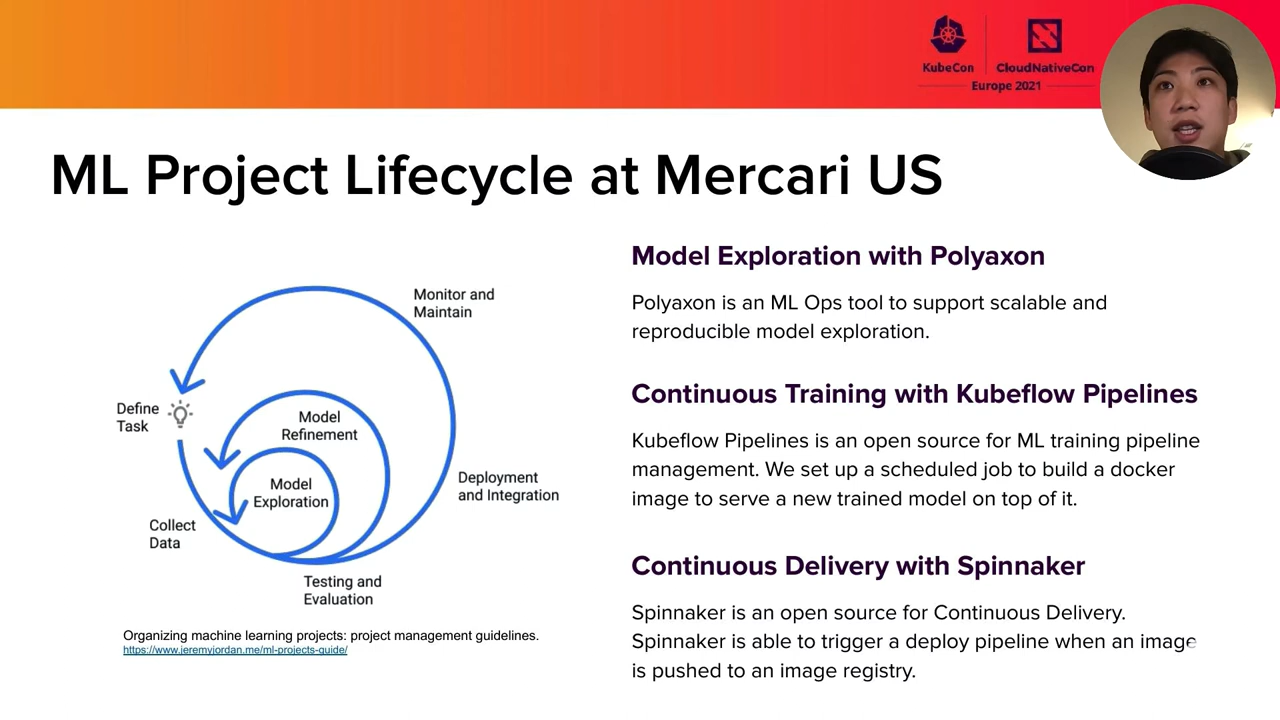 KubeCon
CloudNativeCon
Europe 2021
ML Project Lifecycle at Mercari US
Monitor and
Maintain
Define
Task
Model
Refinement
Model
Exploration
Deployment
and Integration
Collect
Data
Testing and
Evaluation
Organizing machine learning projects: project management guidelines.
https://www.jeremyjordan.me/ml-projects-guide/
Model Exploration with Polyaxon
Polyaxon is an ML Ops tool to support scalable and
reproducible model exploration.
Continuous Training with Kubeflow Pipelines
Kubeflow Pipelines is an open source for ML training pipeline
management. We set up a scheduled job to build a docker
image to serve a new trained model on top of it.
Continuous Delivery with Spinnaker
Spinnaker is an open source for Continuous Delivery.
Spinnaker is able to trigger a deploy pipeline when an image
is pushed to an image registry.